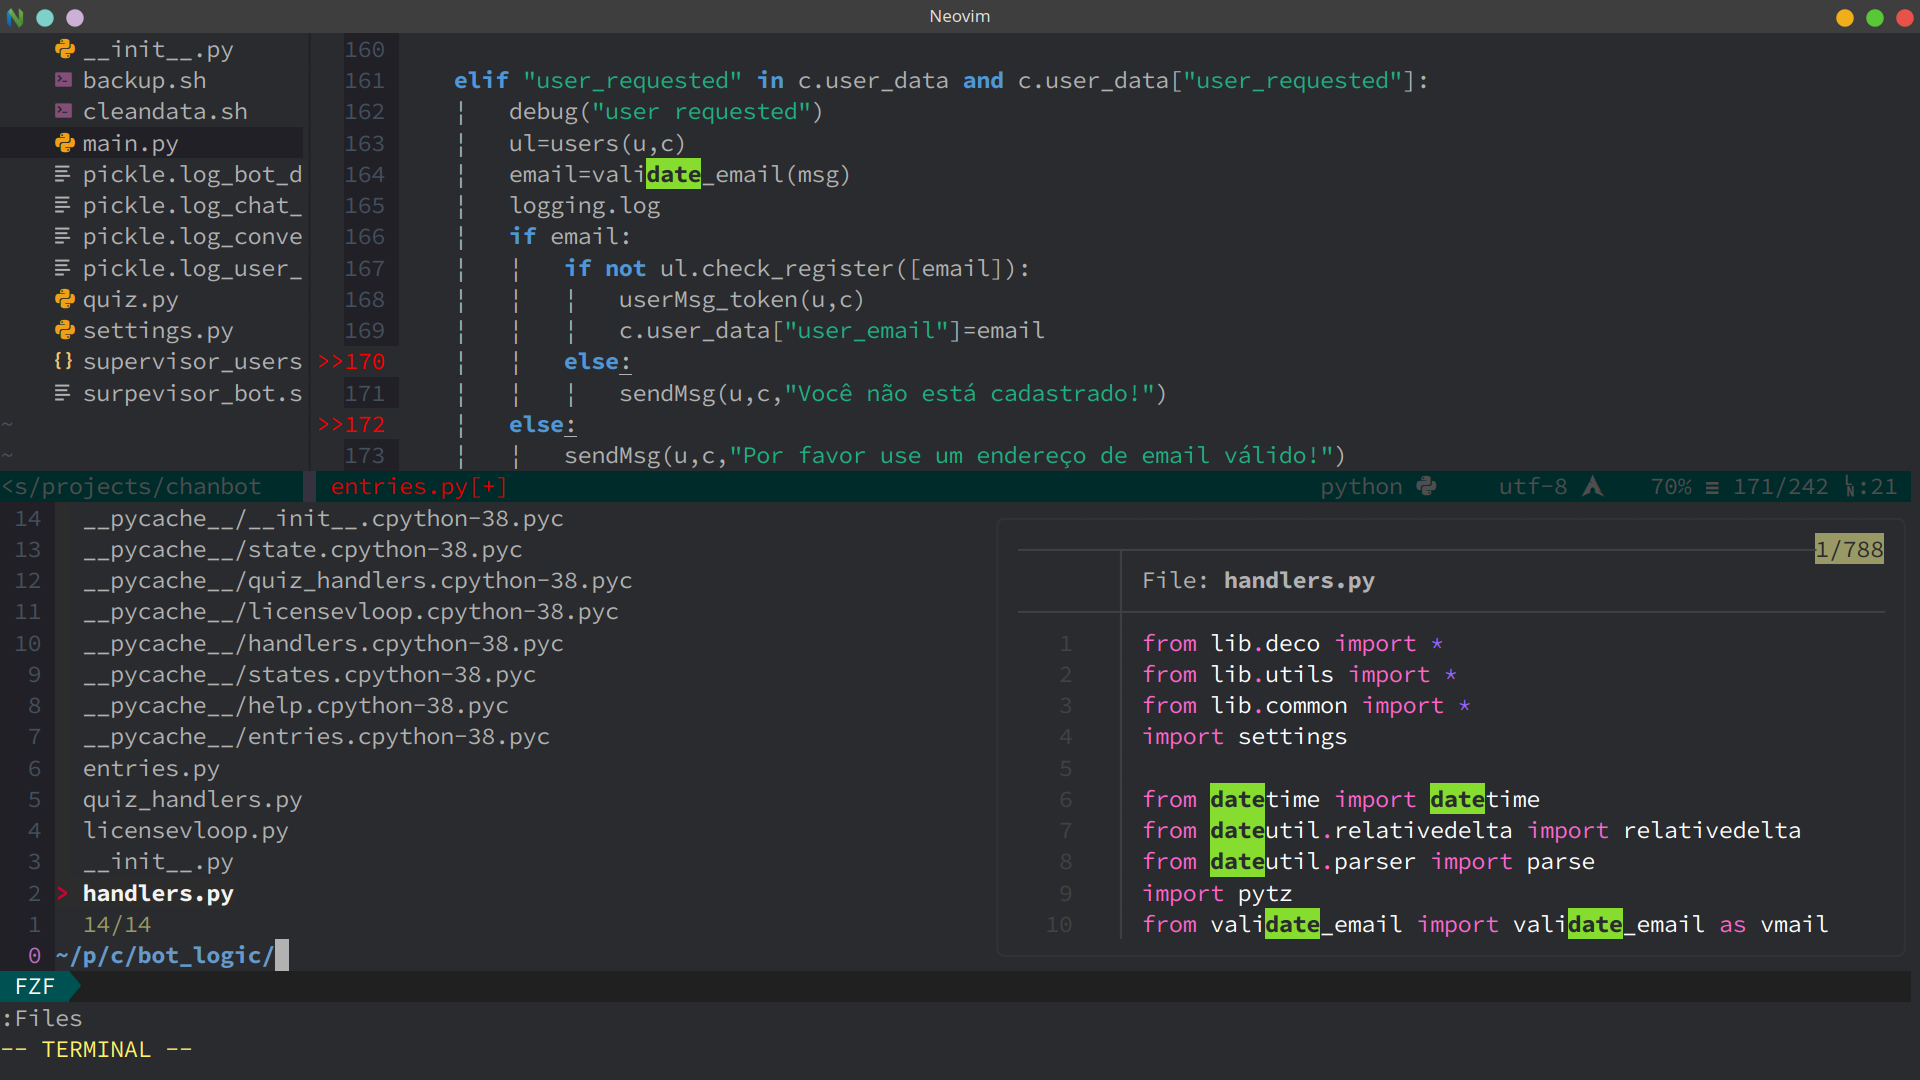 Neovim
__init__.py
backup.sh
cleandata.sh
main.py
pickle.log_bot_d
pickle.log_chat_
pickle.log_conve
pickle.log_user_
quiz.py
settings.py
{} supervisor_users
surpevisor_bot.s
~
~
<s/projects/chanbot
160
161 elif "user_requested" in c.user_data and c.user_data["user_requested"]:
162 ¦ debug("user requested")
163 ¦ ul=users(u,c)
164 ¦ email=validate_email(msg)
165 ¦ logging.log
166 ¦ if email:
167 ¦ ¦ if not ul.check_register([email]):
168 ¦ ¦ ¦ userMsg_token(u,c)
169 ¦ ¦ ¦ c.user_data["user_email"]=email
>>170 ¦ ¦ else:
171 ¦ ¦ ¦ sendMsg(u,c,"Você não está cadastrado!")
>>172 ¦ else:
173 ¦ ¦ sendMsg(u,c,"Por favor use um endereço de email válido!")
entries.py[+] python utf-8 70% ≡ 171/242 LN:21
14 __pycache__/__init__.cpython-38.pyc
13 __pycache__/state.cpython-38.pyc
12 __pycache__/quiz_handlers.cpython-38.pyc
11 __pycache__/licensevloop.cpython-38.pyc
10 __pycache__/handlers.cpython-38.pyc
9 __pycache__/states.cpython-38.pyc
8 __pycache__/help.cpython-38.pyc
7 __pycache__/entries.cpython-38.pyc
6 entries.py
5 quiz_handlers.py
4 licensevloop.py
3 __init__.py
2 > handlers.py
1 14/14
0 ~/p/c/bot_logic/
1/788
File: handlers.py
1 from lib.deco import *
2 from lib.utils import *
3 from lib.common import *
4 import settings
5
6 from datetime import datetime
7 from dateutil.relativedelta import relativedelta
8 from dateutil.parser import parse
9 import pytz
10 from validate_email import validate_email as vmail
FZF
:Files
-- TERMINAL --